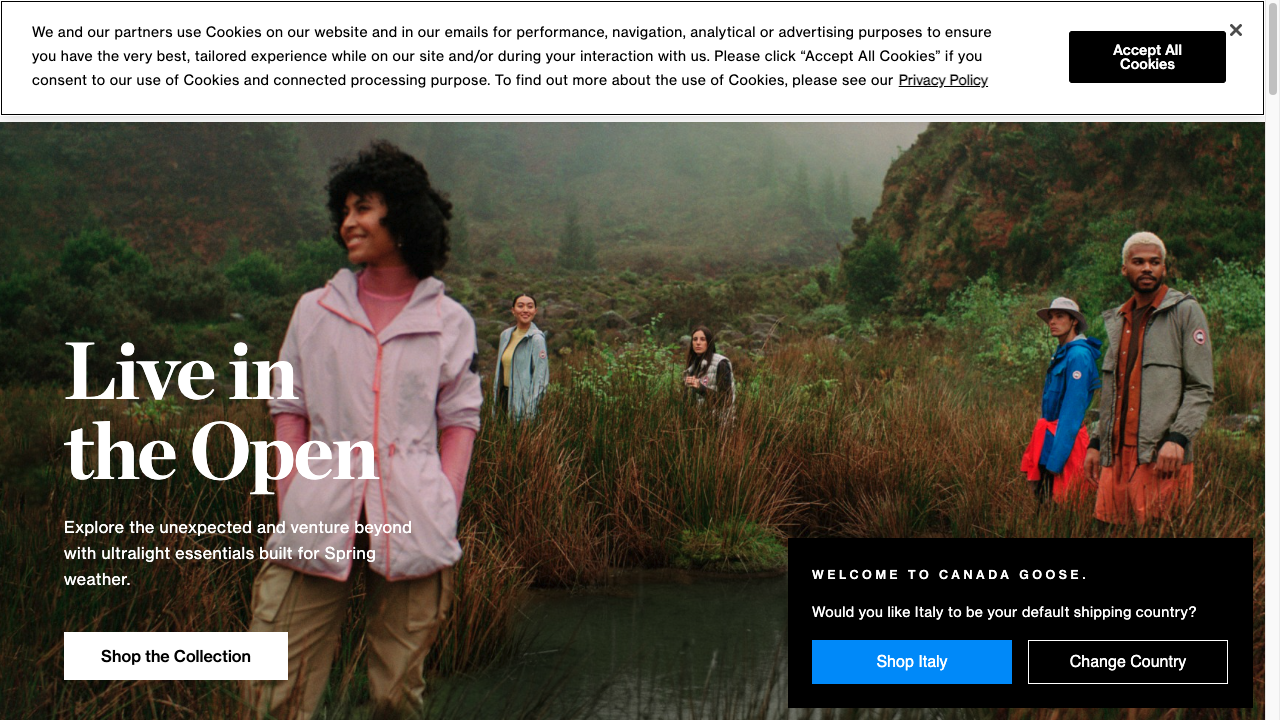 We and our partners use Cookies on our website and in our emails for performance, navigation, analytical or advertising purposes to ensure
you have the very best, tailored experience while on our site and/or during your interaction with us. Please click “Accept All Cookies” if you
consent to our use of Cookies and connected processing purpose. To find out more about the use of Cookies, please see our Privacy Policy
Accept All
Cookies
Live in
the Open
Explore the unexpected and venture beyond
with ultralight essentials built for Spring
weather.
Shop the Collection
WELCOME TO CANADA GOOSE.
Would you like Italy to be your default shipping country?
Shop Italy
Change Country